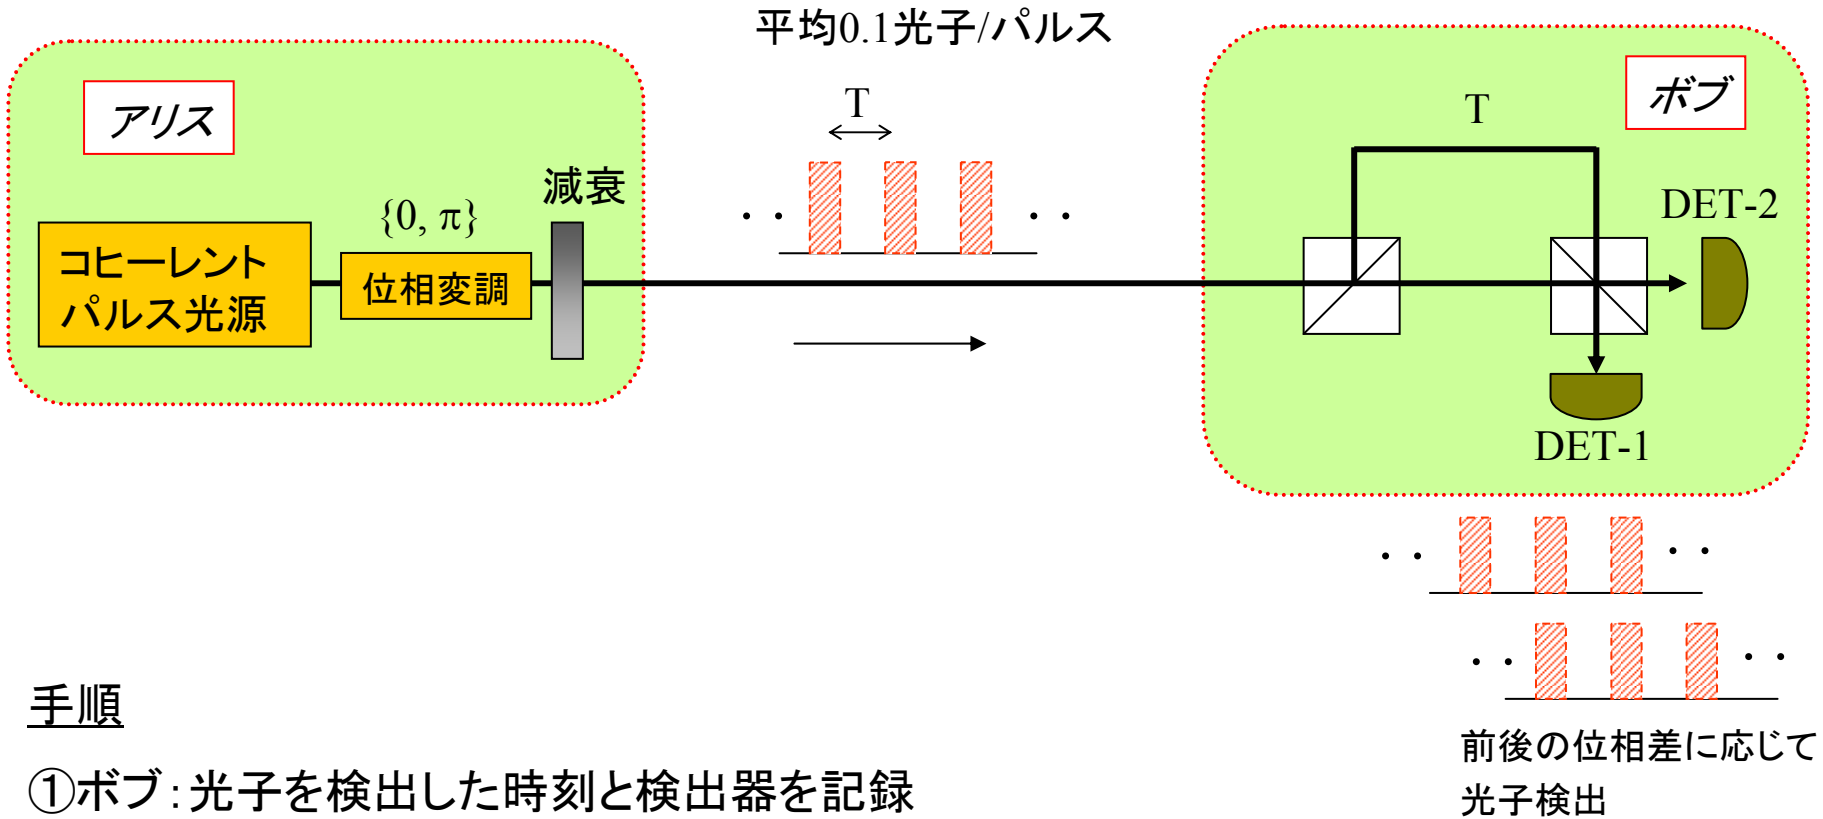 平均0.1光子/パルス
アリス
ボブ
T
T
減衰
{0, π}
DET-2
コヒーレント
パルス光源
位相変調
DET-1
手順
前後の位相差に応じて
光子検出
①ボブ:光子を検出した時刻と検出器を記録